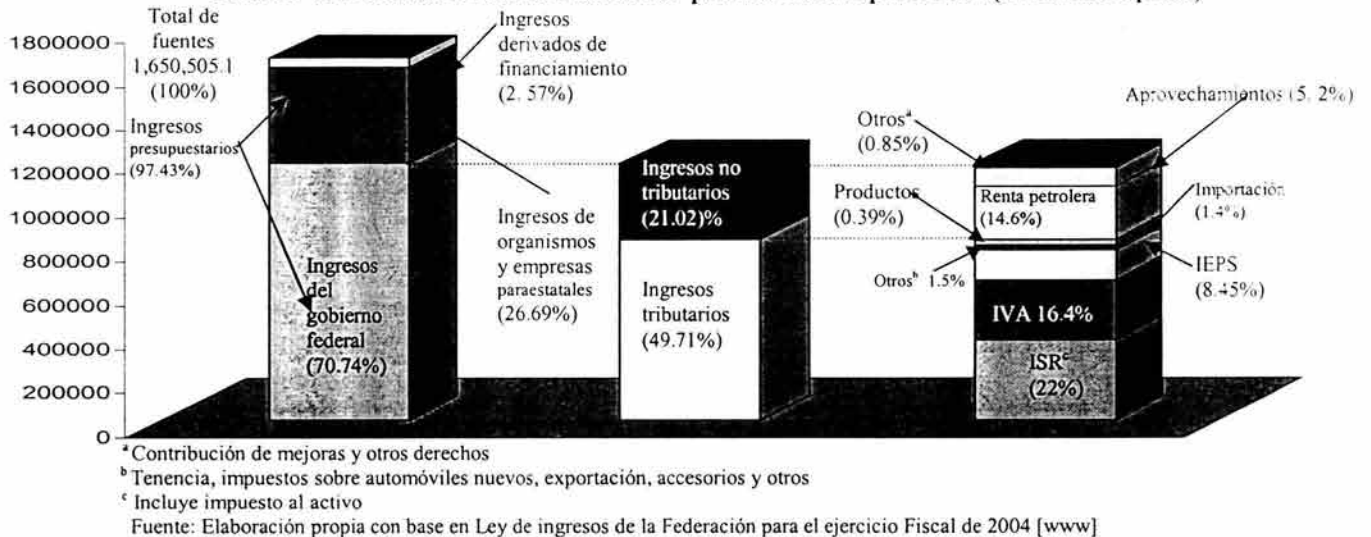 Total de
fuentes
1,650,505.1
(100%)
Ingresos
derivados de
financiamiento
(2. 57%)
1800000
1600000
1400000
1200000
1000000
800000
600000
400000
200000
0
Ingresos
presupuestarios
(97.43%)
Ingresos
del
gobierno
federal
(70.74%)
Ingresos de
organismos
y empresas
paraestatales
(26.69%)
Ingresos no
tributarios
(21.02)%
Ingresos
tributarios
(49.71%)
Otrosª
(0.85%)
Aprovechamientos (5. 2%)
Productos
(0.39%)
Renta petrolera
(14.6%)
Importación
(1.4%)
Otrosᵇ 1.5%
IEPS
(8.45%)
IVA 16.4%
ISRᶜ
(22%)
ª Contribución de mejoras y otros derechos
ᵇ Tenencia, impuestos sobre automóviles nuevos, exportación, accesorios y otros
ᶜ Incluye impuesto al activo
Fuente: Elaboración propia con base en Ley de ingresos de la Federación para el ejercicio Fiscal de 2004 [www]